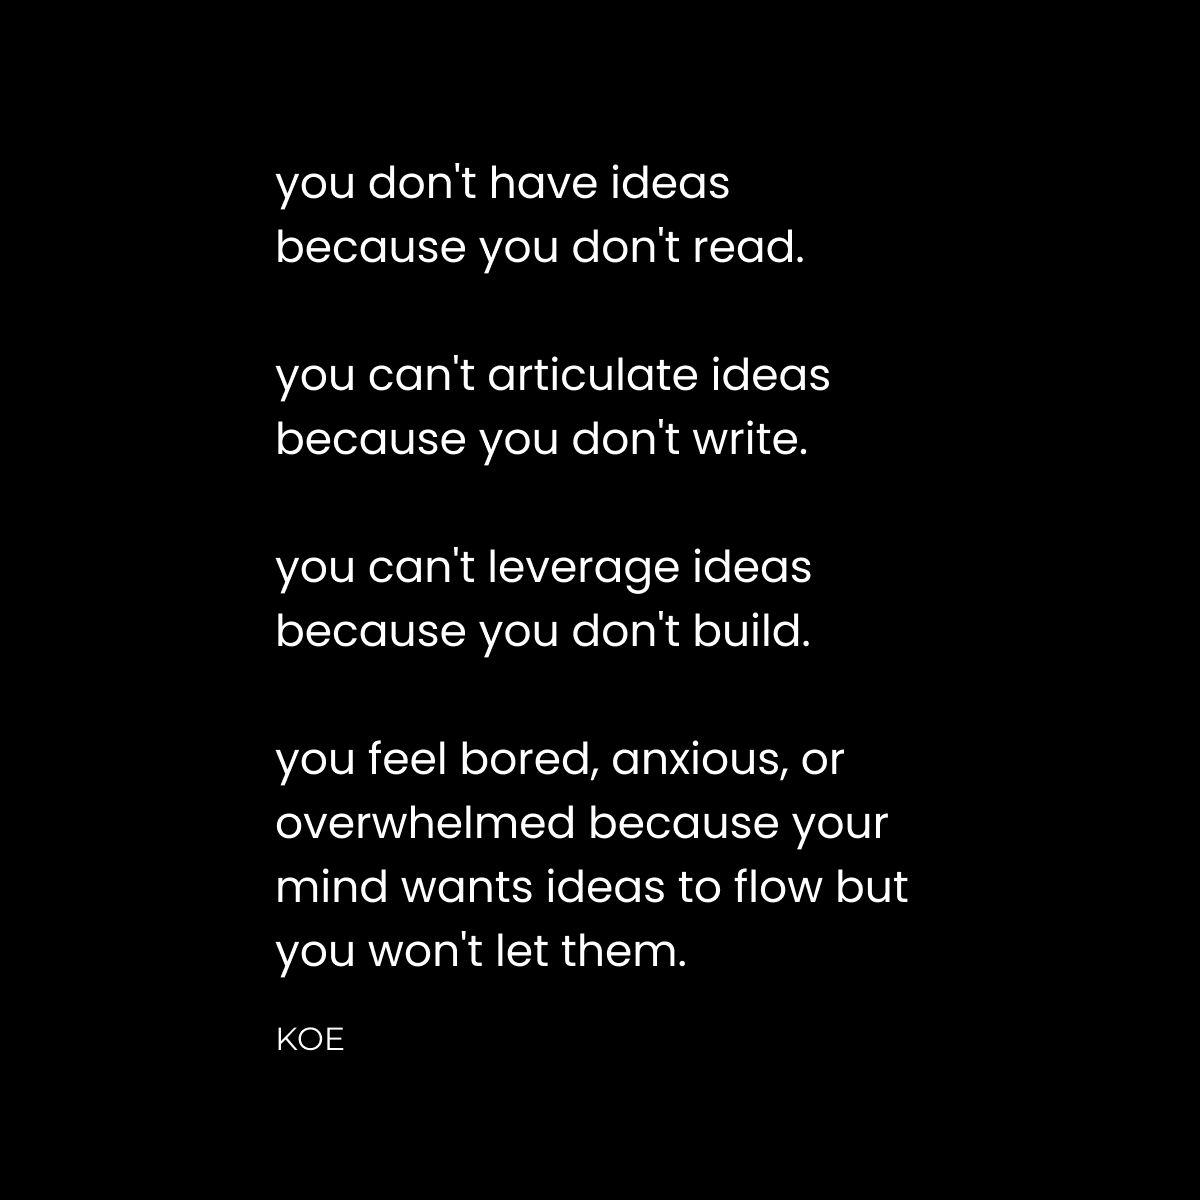 you don't have ideas
because you don't read.
you can't articulate ideas
because you don't write.
you can't leverage ideas
because you don't build.
you feel bored, anxious, or
overwhelmed because your
mind wants ideas to flow but
you won't let them.
KOE